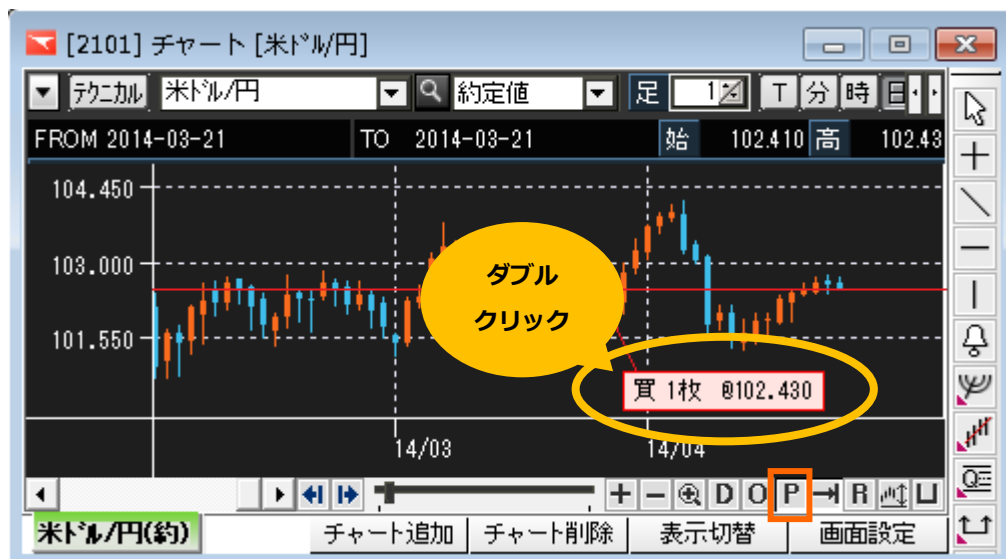 [2101] チャート [米ドル/円]
テクニカル 米ドル/円 約定値 足 1 T 分 時 日
FROM 2014-03-21 TO 2014-03-21 始 102.410 高 102.43
104.450
103.000
101.550
ダブル
クリック
買 1枚 @102.430
14/03 14/04
D O P R
米ドル/円(約) チャート追加 チャート削除 表示切替 画面設定